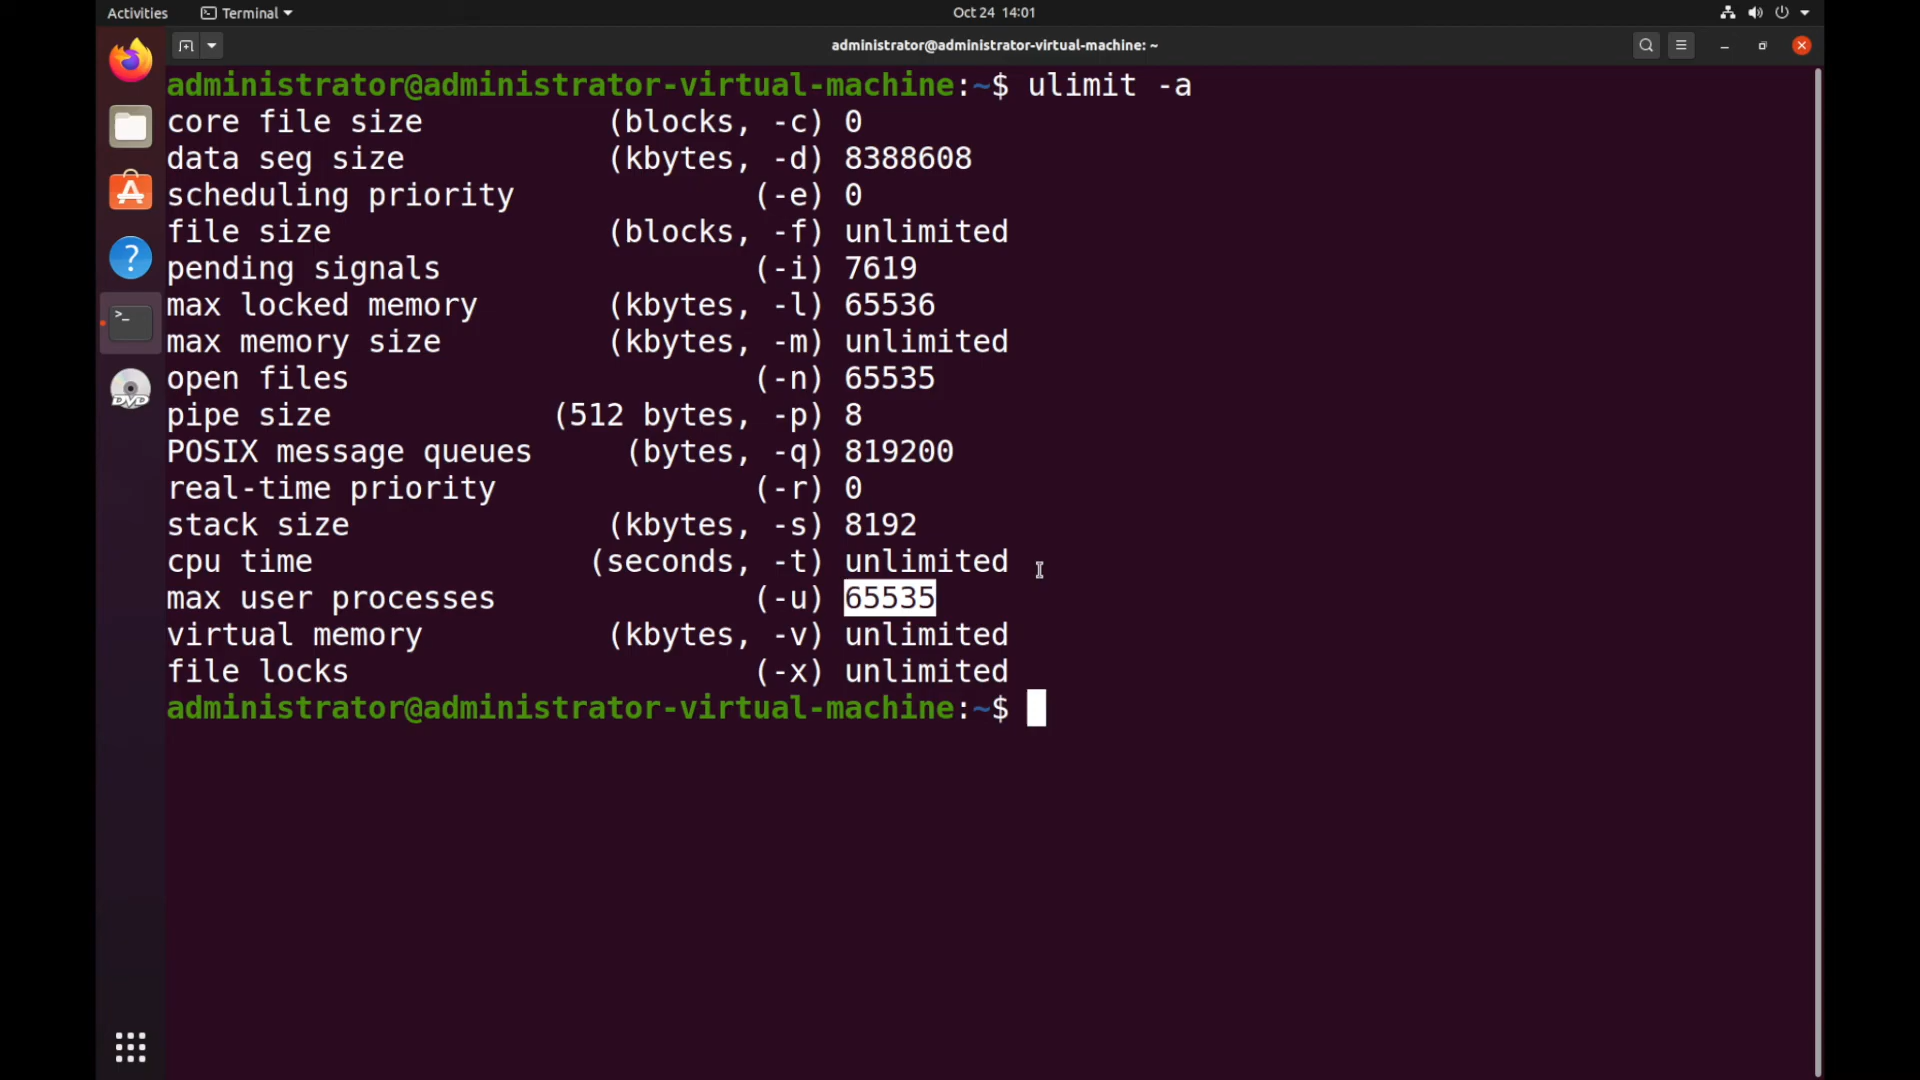 Activities Terminal Oct 24 14:01
administrator@administrator-virtual-machine: ~
administrator@administrator-virtual-machine:~$ ulimit -a
core file size (blocks, -c) 0
data seg size (kbytes, -d) 8388608
scheduling priority (-e) 0
file size (blocks, -f) unlimited
pending signals (-i) 7619
max locked memory (kbytes, -l) 65536
max memory size (kbytes, -m) unlimited
open files (-n) 65535
pipe size (512 bytes, -p) 8
POSIX message queues (bytes, -q) 819200
real-time priority (-r) 0
stack size (kbytes, -s) 8192
cpu time (seconds, -t) unlimited
max user processes (-u) 65535
virtual memory (kbytes, -v) unlimited
file locks (-x) unlimited
administrator@administrator-virtual-machine:~$
DVD